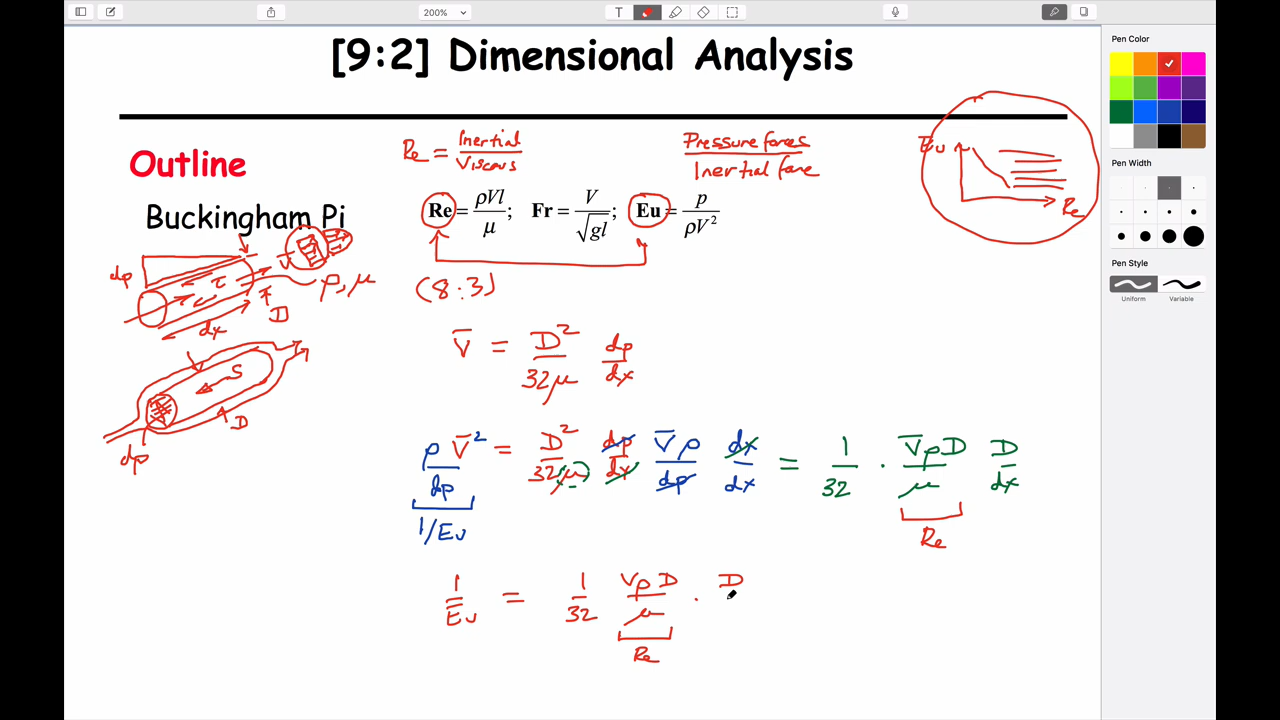 200%
T
[9:2] Dimensional Analysis
Pen Color
Pen Width
Pen Style
Uniform
Variable
Outline
Buckingham Pi
Re = Inertial / Viscous
Pressure forces / Inertial force
Re = ρVl / μ; Fr = V / √gl; Eu = p / ρV²
Eu
Re
(8:3)
dp
τ
V
ρ, μ
D
dx
S
D
dp
V̄ = D² / 32μ dp / dx
ρ V̄² / dp = D² / 32μ dp / dx V̄ρ / dp dx / dx = 1 / 32 · V̄ρD / μ D / dx
1/Eu
Re
1 / Eu = 1 / 32 VρD / μ · D
Re